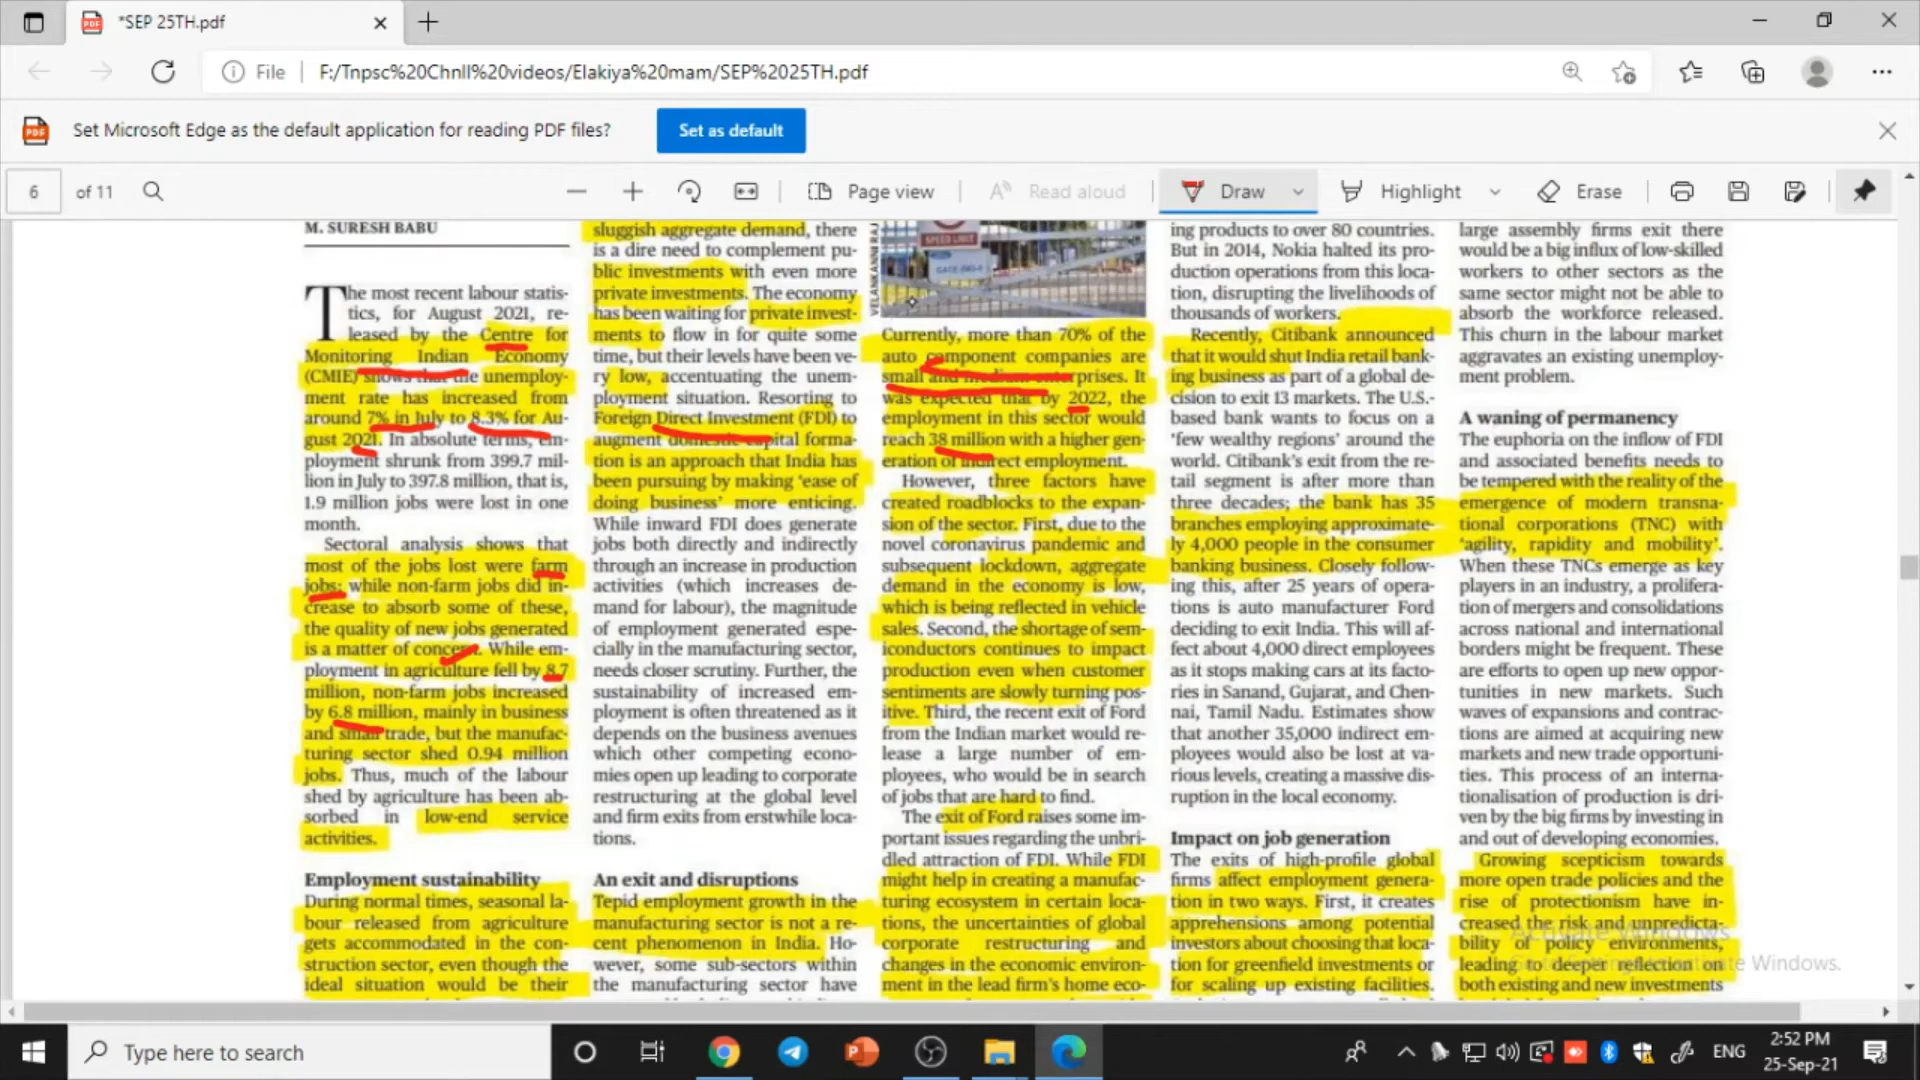 *SEP 25TH.pdf
File
F:/Tnpsc%20Chnll%20videos/Elakiya%20mam/SEP%2025TH.pdf
Set Microsoft Edge as the default application for reading PDF files?
Set as default
6 of 11
Page view
Read aloud
Draw
Highlight
Erase
M. SURESH BABU
The most recent labour statis-
tics, for August 2021, re-
leased by the Centre for
Monitoring Indian Economy
(CMIE) shows that the unemploy-
ment rate has increased from
around 7% in July to 8.3% for Au-
gust 2021. In absolute terms, em-
ployment shrunk from 399.7 mil-
lion in July to 397.8 million, that is,
1.9 million jobs were lost in one
month.
Sectoral analysis shows that
most of the jobs lost were farm
jobs; while non-farm jobs did in-
crease to absorb some of these,
the quality of new jobs generated
is a matter of concern. While em-
ployment in agriculture fell by 8.7
million, non-farm jobs increased
by 6.8 million, mainly in business
and small trade, but the manufac-
turing sector shed 0.94 million
jobs. Thus, much of the labour
shed by agriculture has been ab-
sorbed in low-end service
activities.
Employment sustainability
During normal times, seasonal la-
bour released from agriculture
gets accommodated in the con-
struction sector, even though the
ideal situation would be their
sluggish aggregate demand, there
is a dire need to complement pu-
blic investments with even more
private investments. The economy
has been waiting for private invest-
ments to flow in for quite some
time, but their levels have been ve-
ry low, accentuating the unem-
ployment situation. Resorting to
Foreign Direct Investment (FDI) to
augment domestic capital forma-
tion is an approach that India has
been pursuing by making ‘ease of
doing business’ more enticing.
While inward FDI does generate
jobs both directly and indirectly
through an increase in production
activities (which increases de-
mand for labour), the magnitude
of employment generated espe-
cially in the manufacturing sector,
needs closer scrutiny. Further, the
sustainability of increased em-
ployment is often threatened as it
depends on the business avenues
which other competing econo-
mies open up leading to corporate
restructuring at the global level
and firm exits from erstwhile loca-
tions.
An exit and disruptions
Tepid employment growth in the
manufacturing sector is not a re-
cent phenomenon in India. Ho-
wever, some sub-sectors within
the manufacturing sector have
VELANKANNI RAJ
SPEED LIMIT
Currently, more than 70% of the
auto component companies are
small and medium enterprises. It
was expected that by 2022, the
employment in this sector would
reach 38 million with a higher gen-
eration of indirect employment.
However, three factors have
created roadblocks to the expan-
sion of the sector. First, due to the
novel coronavirus pandemic and
subsequent lockdown, aggregate
demand in the economy is low,
which is being reflected in vehicle
sales. Second, the shortage of sem-
iconductors continues to impact
production even when customer
sentiments are slowly turning pos-
itive. Third, the recent exit of Ford
from the Indian market would re-
lease a large number of em-
ployees, who would be in search
of jobs that are hard to find.
The exit of Ford raises some im-
portant issues regarding the unbri-
dled attraction of FDI. While FDI
might help in creating a manufac-
turing ecosystem in certain loca-
tions, the uncertainties of global
corporate restructuring and
changes in the economic environ-
ment in the lead firm’s home eco-
ing products to over 80 countries.
But in 2014, Nokia halted its pro-
duction operations from this loca-
tion, disrupting the livelihoods of
thousands of workers.
Recently, Citibank announced
that it would shut India retail bank-
ing business as part of a global de-
cision to exit 13 markets. The U.S.-
based bank wants to focus on a
‘few wealthy regions’ around the
world. Citibank’s exit from the re-
tail segment is after more than
three decades; the bank has 35
branches employing approximate-
ly 4,000 people in the consumer
banking business. Closely follow-
ing this, after 25 years of opera-
tions is auto manufacturer Ford
deciding to exit India. This will af-
fect about 4,000 direct employees
as it stops making cars at its facto-
ries in Sanand, Gujarat, and Chen-
nai, Tamil Nadu. Estimates show
that another 35,000 indirect em-
ployees would also be lost at va-
rious levels, creating a massive dis-
ruption in the local economy.
Impact on job generation
The exits of high-profile global
firms affect employment genera-
tion in two ways. First, it creates
apprehensions among potential
investors about choosing that loca-
tion for greenfield investments or
for scaling up existing facilities.
large assembly firms exit there
would be a big influx of low-skilled
workers to other sectors as the
same sector might not be able to
absorb the workforce released.
This churn in the labour market
aggravates an existing unemploy-
ment problem.
A waning of permanency
The euphoria on the inflow of FDI
and associated benefits needs to
be tempered with the reality of the
emergence of modern transna-
tional corporations (TNC) with
‘agility, rapidity and mobility’.
When these TNCs emerge as key
players in an industry, a prolifera-
tion of mergers and consolidations
across national and international
borders might be frequent. These
are efforts to open up new oppor-
tunities in new markets. Such
waves of expansions and contrac-
tions are aimed at acquiring new
markets and new trade opportuni-
ties. This process of an interna-
tionalisation of production is dri-
ven by the big firms by investing in
and out of developing economies.
Growing scepticism towards
more open trade policies and the
rise of protectionism have in-
creased the risk and unpredicta-
bility of policy environments,
leading to deeper reflection on
both existing and new investments
Activate Windows
Go to Settings to activate Windows.
Type here to search
ENG
2:52 PM
25-Sep-21